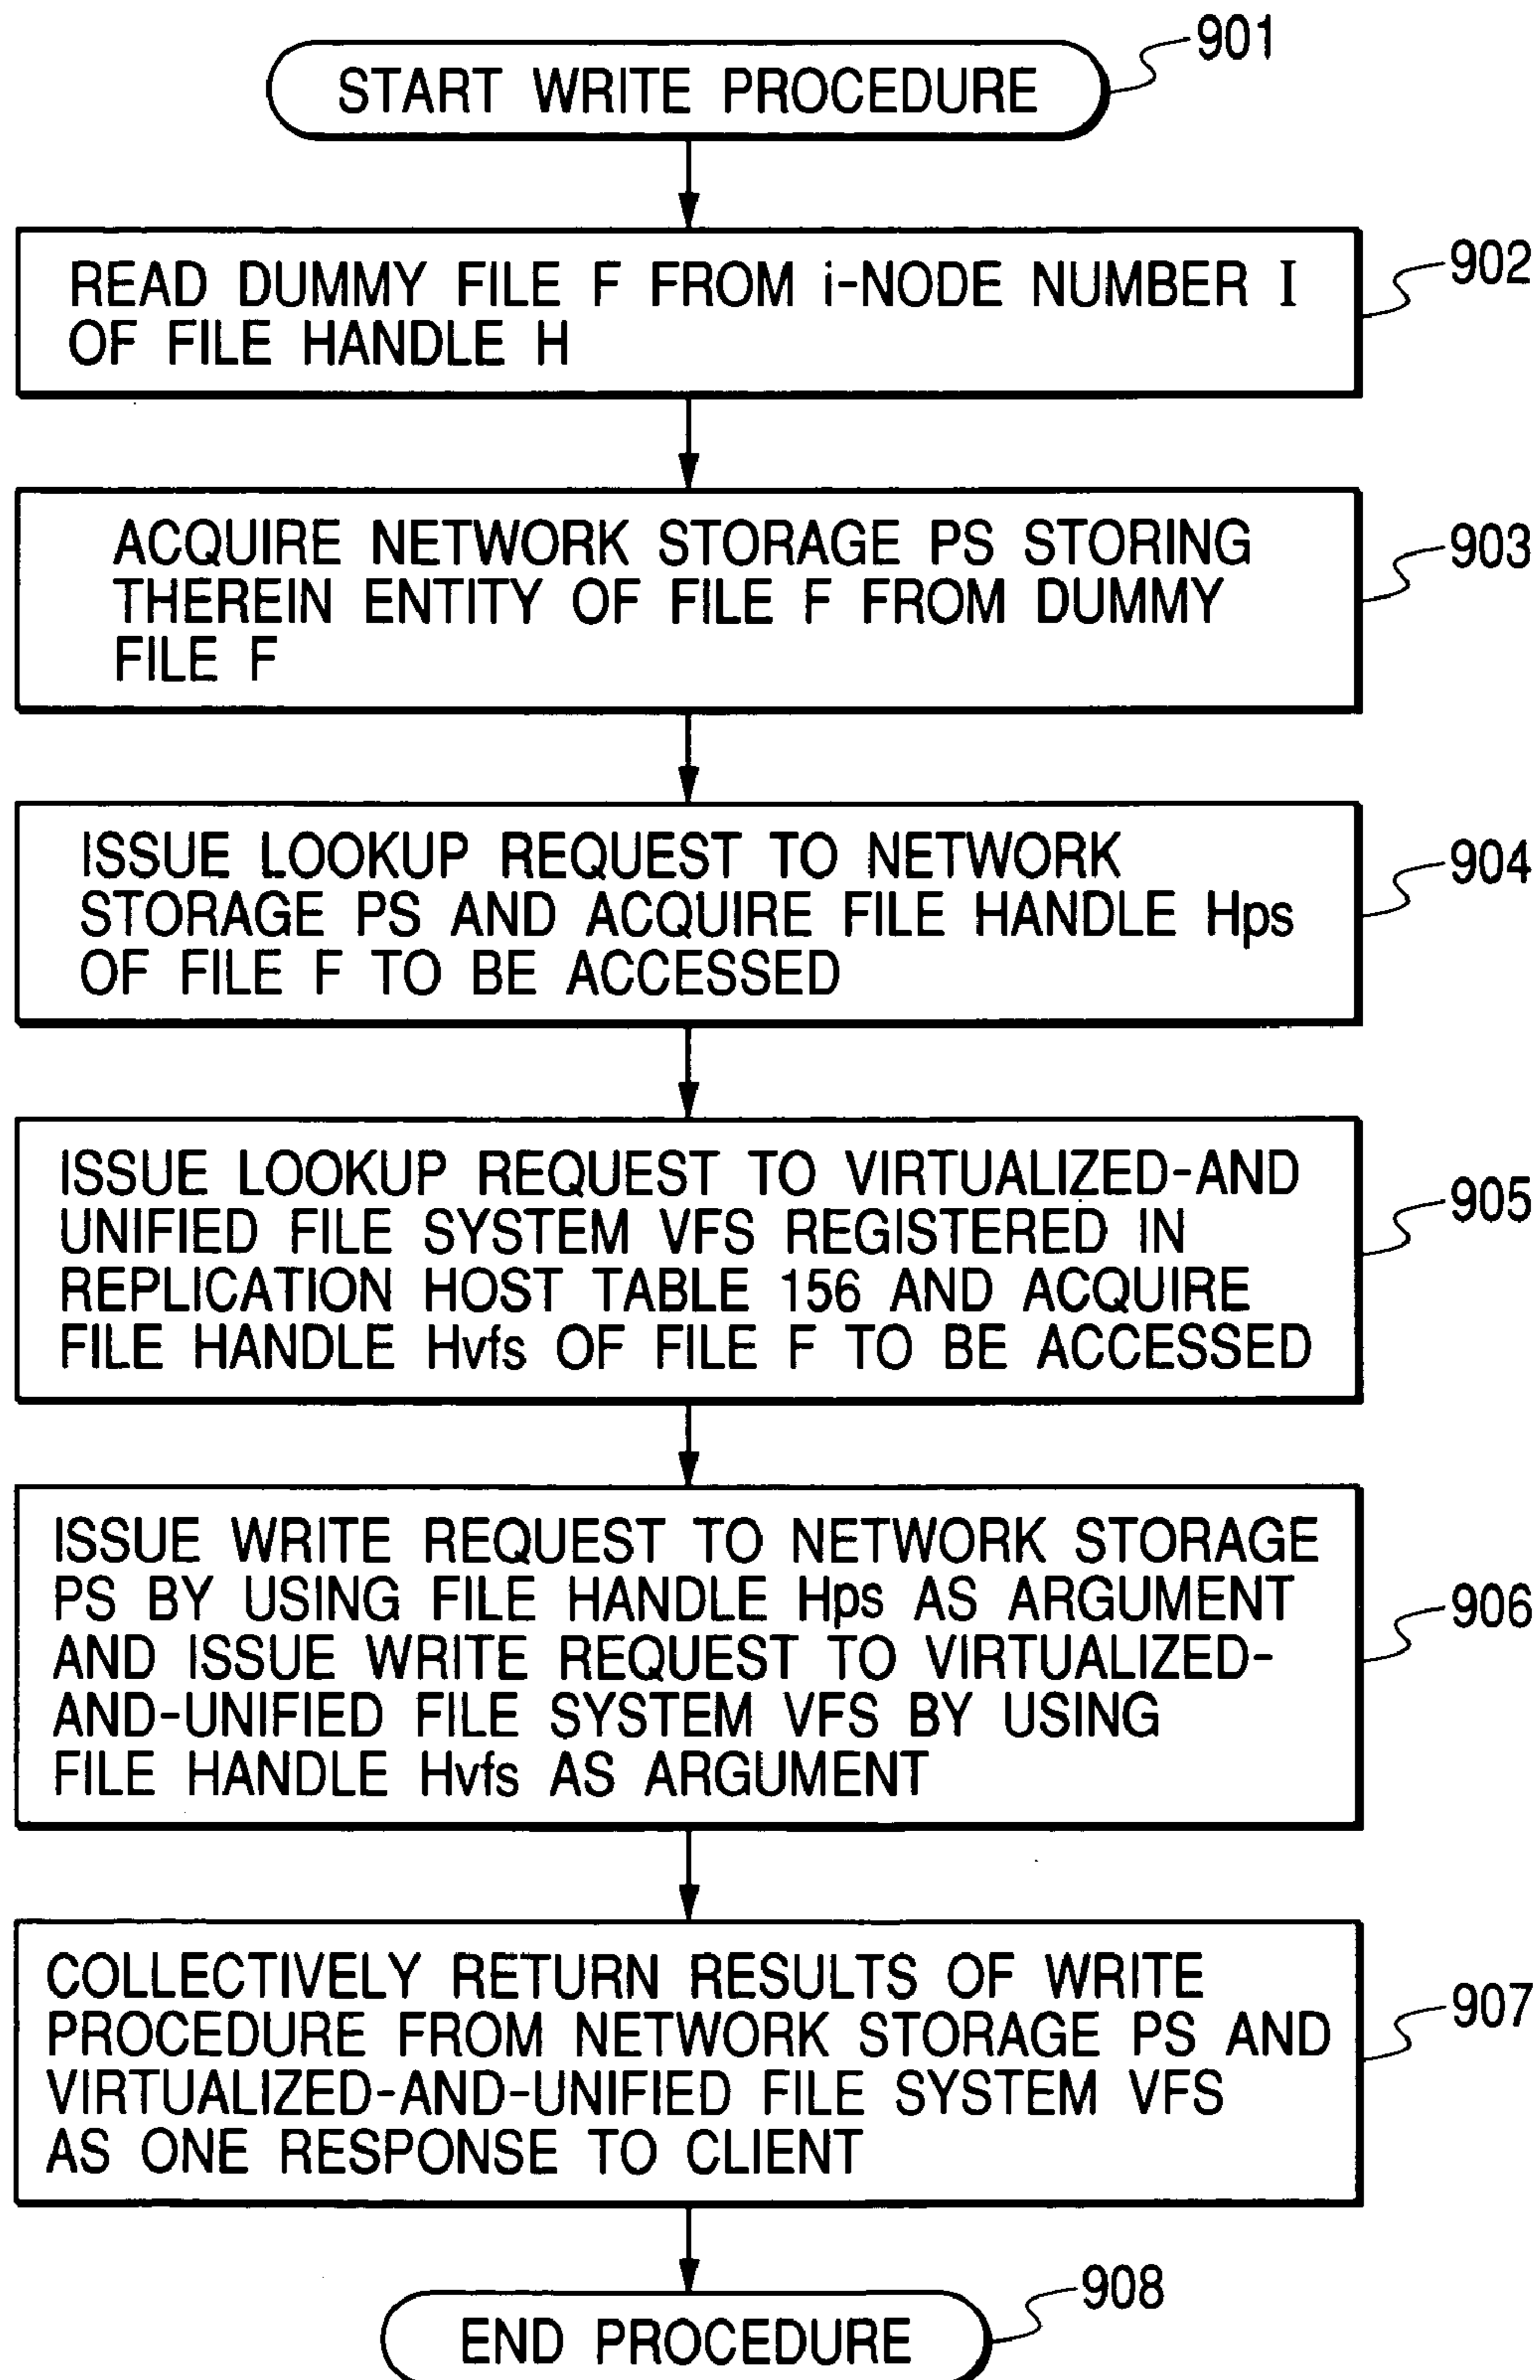 START WRITE PROCEDURE
901
READ DUMMY FILE F FROM i-NODE NUMBER I
OF FILE HANDLE H
902
ACQUIRE NETWORK STORAGE PS STORING
THEREIN ENTITY OF FILE F FROM DUMMY
FILE F
903
ISSUE LOOKUP REQUEST TO NETWORK
STORAGE PS AND ACQUIRE FILE HANDLE Hps
OF FILE F TO BE ACCESSED
904
ISSUE LOOKUP REQUEST TO VIRTUALIZED-AND
UNIFIED FILE SYSTEM VFS REGISTERED IN
REPLICATION HOST TABLE 156 AND ACQUIRE
FILE HANDLE Hvfs OF FILE F TO BE ACCESSED
905
ISSUE WRITE REQUEST TO NETWORK STORAGE
PS BY USING FILE HANDLE Hps AS ARGUMENT
AND ISSUE WRITE REQUEST TO VIRTUALIZED-
AND-UNIFIED FILE SYSTEM VFS BY USING
FILE HANDLE Hvfs AS ARGUMENT
906
COLLECTIVELY RETURN RESULTS OF WRITE
PROCEDURE FROM NETWORK STORAGE PS AND
VIRTUALIZED-AND-UNIFIED FILE SYSTEM VFS
AS ONE RESPONSE TO CLIENT
907
END PROCEDURE
908